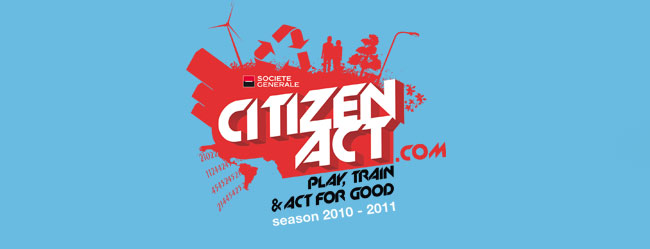 SOCIETE
GENERALE
CITIZEN
ACT
.COM
PLAY, TRAIN
& ACT FOR GOOD
season 2010 - 2011